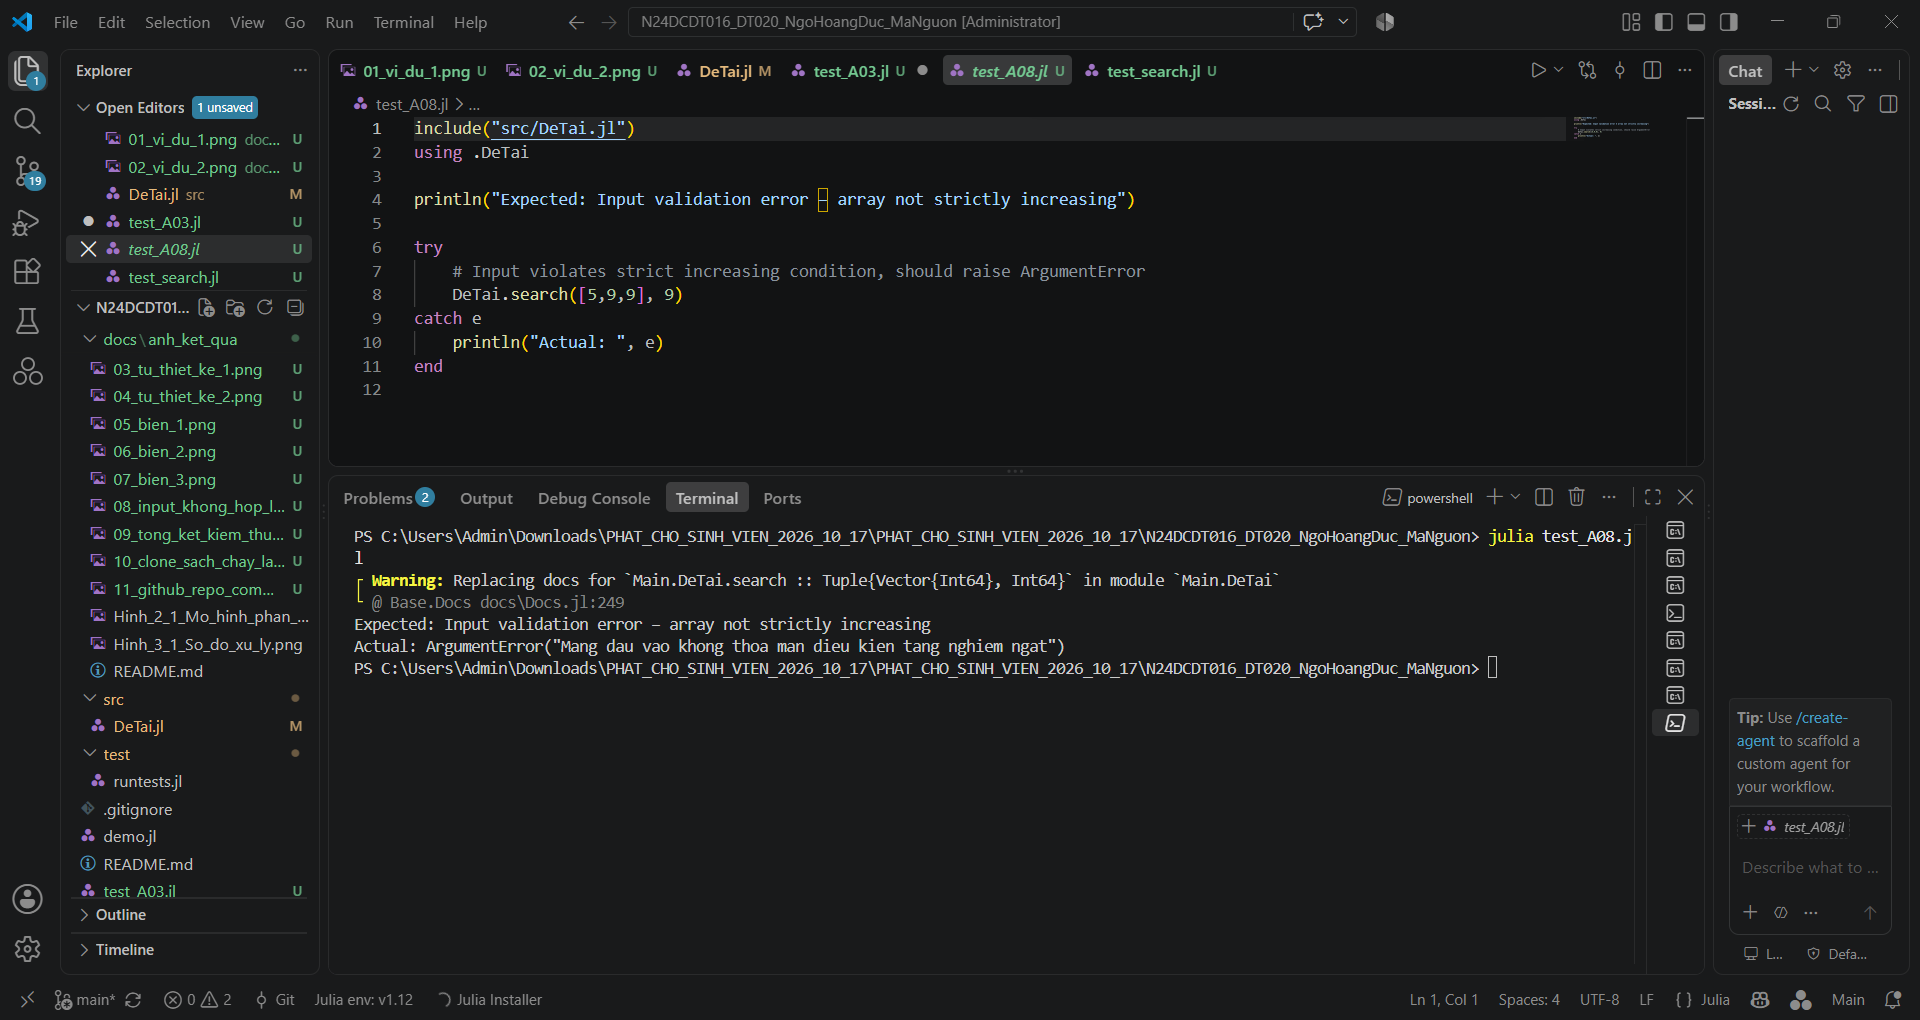 File Edit Selection View Go Run Terminal Help
N24DCDT016_DT020_NgoHoangDuc_MaNguon [Administrator]
Explorer
Open Editors 1 unsaved
01_vi_du_1.png doc... U
02_vi_du_2.png doc... U
DeTai.jl src M
test_A03.jl U
test_A08.jl U
test_search.jl U
N24DCDT01...
docs\anh_ket_qua
03_tu_thiet_ke_1.png U
04_tu_thiet_ke_2.png U
05_bien_1.png U
06_bien_2.png U
07_bien_3.png U
08_input_khong_hop_l... U
09_tong_ket_kiem_thu... U
10_clone_sach_chay_la... U
11_github_repo_com... U
Hinh_2_1_Mo_hinh_phan_...
Hinh_3_1_So_do_xu_ly.png
README.md
src
DeTai.jl M
test
runtests.jl
.gitignore
demo.jl
README.md
test_A03.jl U
Outline
Timeline
1
19
01_vi_du_1.png U 02_vi_du_2.png U DeTai.jl M test_A03.jl U test_A08.jl U test_search.jl U
test_A08.jl > ...
1 include("src/DeTai.jl")
2 using .DeTai
3
4 println("Expected: Input validation error – array not strictly increasing")
5
6 try
7 # Input violates strict increasing condition, should raise ArgumentError
8 DeTai.search([5,9,9], 9)
9 catch e
10 println("Actual: ", e)
11 end
12
Problems 2 Output Debug Console Terminal Ports
powershell
PS C:\Users\Admin\Downloads\PHAT_CHO_SINH_VIEN_2026_10_17\PHAT_CHO_SINH_VIEN_2026_10_17\N24DCDT016_DT020_NgoHoangDuc_MaNguon> julia test_A08.j
l
Warning: Replacing docs for `Main.DeTai.search :: Tuple{Vector{Int64}, Int64}` in module `Main.DeTai`
@ Base.Docs docs\Docs.jl:249
Expected: Input validation error – array not strictly increasing
Actual: ArgumentError("Mang dau vao khong thoa man dieu kien tang nghiem ngat")
PS C:\Users\Admin\Downloads\PHAT_CHO_SINH_VIEN_2026_10_17\PHAT_CHO_SINH_VIEN_2026_10_17\N24DCDT016_DT020_NgoHoangDuc_MaNguon>
Chat
Sessi...
Tip: Use /create-
agent to scaffold a
custom agent for
your workflow.
test_A08.jl
Describe what to ...
L... Defa...
main* 0 2 Git Julia env: v1.12 Julia Installer
Ln 1, Col 1 Spaces: 4 UTF-8 LF { } Julia Main